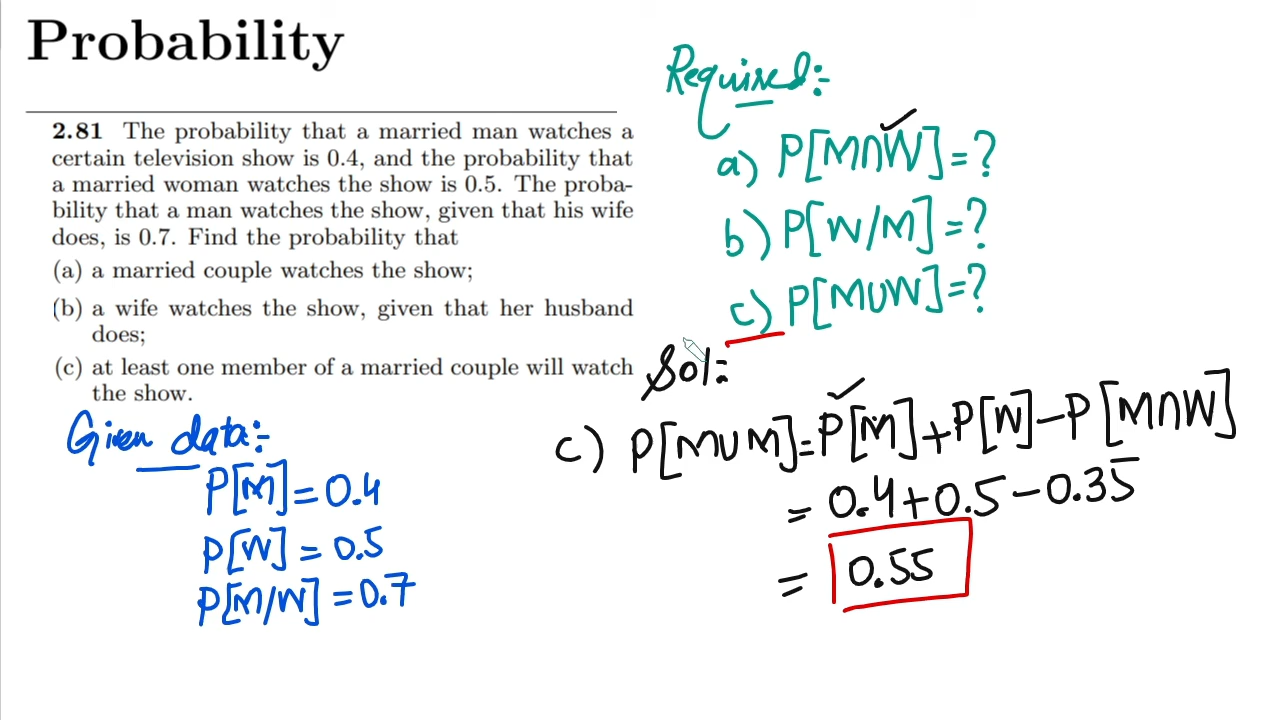 Probability
2.81 The probability that a married man watches a
certain television show is 0.4, and the probability that
a married woman watches the show is 0.5. The proba-
bility that a man watches the show, given that his wife
does, is 0.7. Find the probability that
(a) a married couple watches the show;
(b) a wife watches the show, given that her husband
does;
(c) at least one member of a married couple will watch
the show.
Given data:-
P[M] = 0.4
P[W] = 0.5
P[M/W] = 0.7
Required:-
a) P[M∩W] = ?
b) P[W/M] = ?
c) P[MUW] = ?
Sol:-
c) P[MUM] = P[M] + P[W] - P[M∩W]
= 0.4 + 0.5 - 0.35
= 0.55